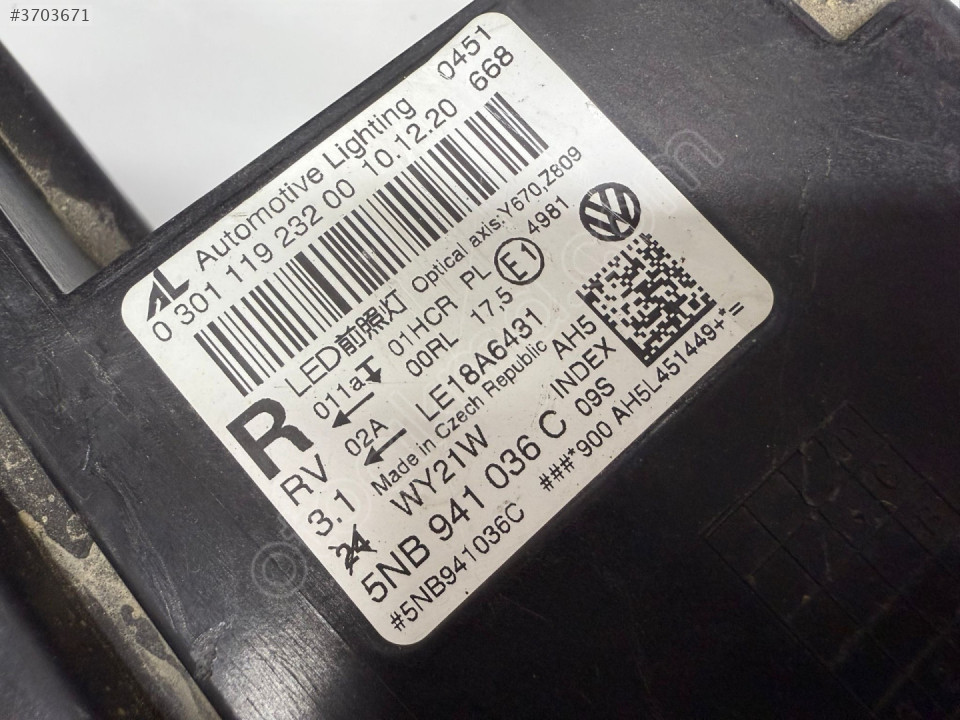 #3703671
AL Automotive Lighting 0451
0 301 119 232 00 10.12.20 668
LED前照灯 Optical axis:Y670,Z809
R 011a 01HCR PL E1 4981
02A 00RL 17,5
RV LE18A6431
Made in Czech Republic
3.1 WY21W AH5
24 INDEX
5NB 941 036 C 09S
#5NB941036C ###*900 AH5L451449+*=